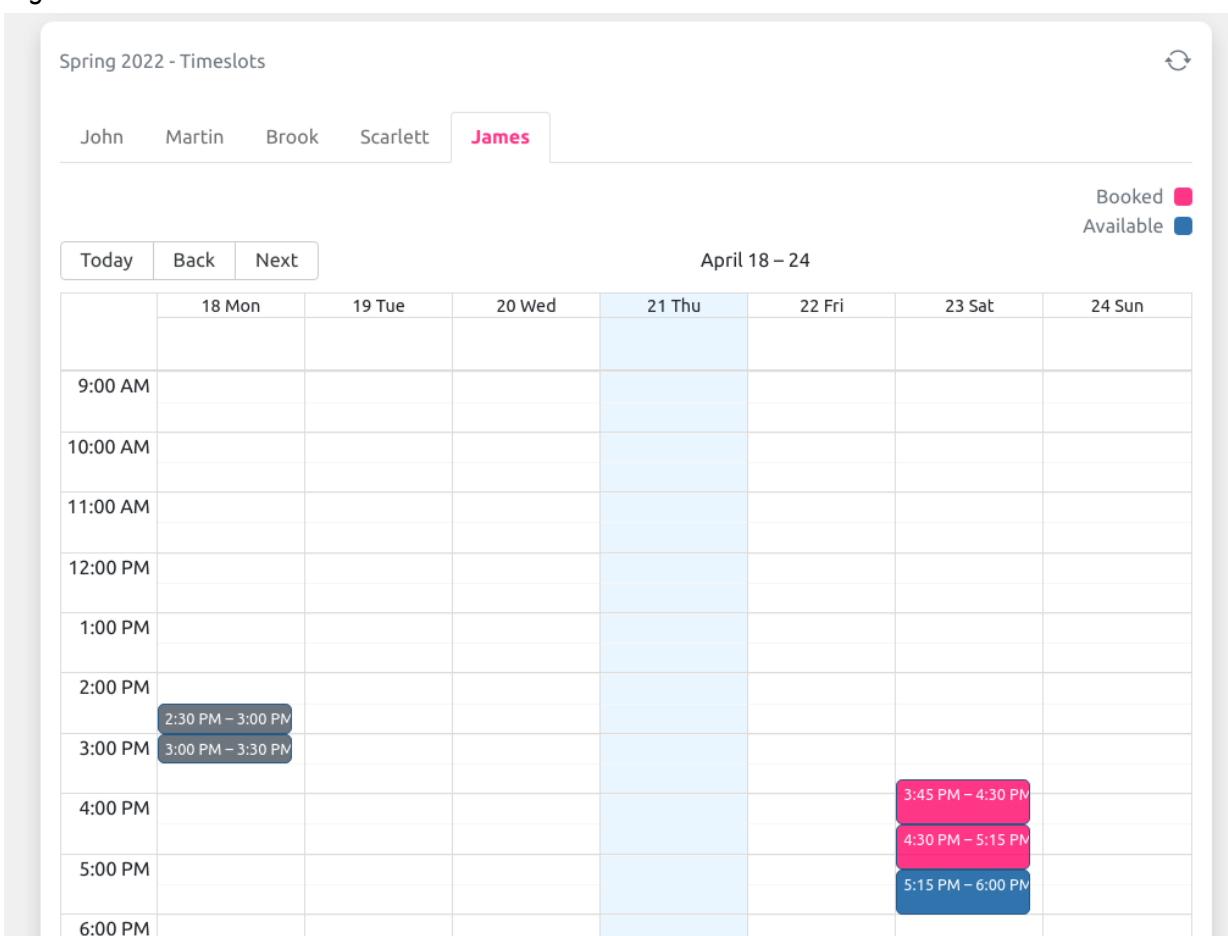 Spring 2022 - Timeslots
John Martin Brook Scarlett James
Booked
Available
Today Back Next April 18 – 24
18 Mon 19 Tue 20 Wed 21 Thu 22 Fri 23 Sat 24 Sun
9:00 AM
10:00 AM
11:00 AM
12:00 PM
1:00 PM
2:00 PM
2:30 PM – 3:00 PM
3:00 PM 3:00 PM – 3:30 PM
3:45 PM – 4:30 PM
4:00 PM
4:30 PM – 5:15 PM
5:00 PM
5:15 PM – 6:00 PM
6:00 PM